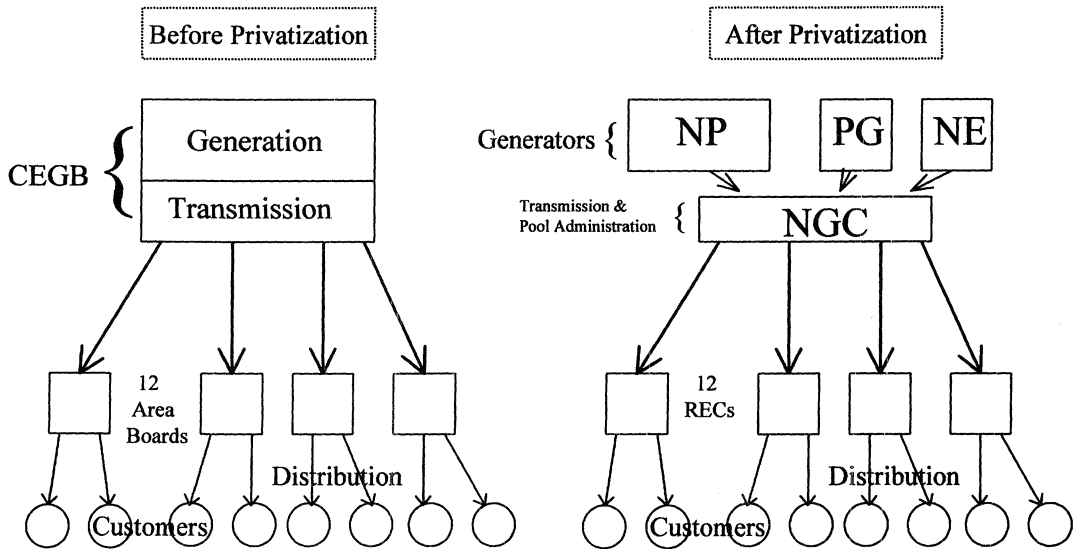 Before Privatization
CEGB
Generation
Transmission
12
Area
Boards
Distribution
Customers
After Privatization
Generators
NP
PG
NE
Transmission &
Pool Administration
NGC
12
RECs
Distribution
Customers